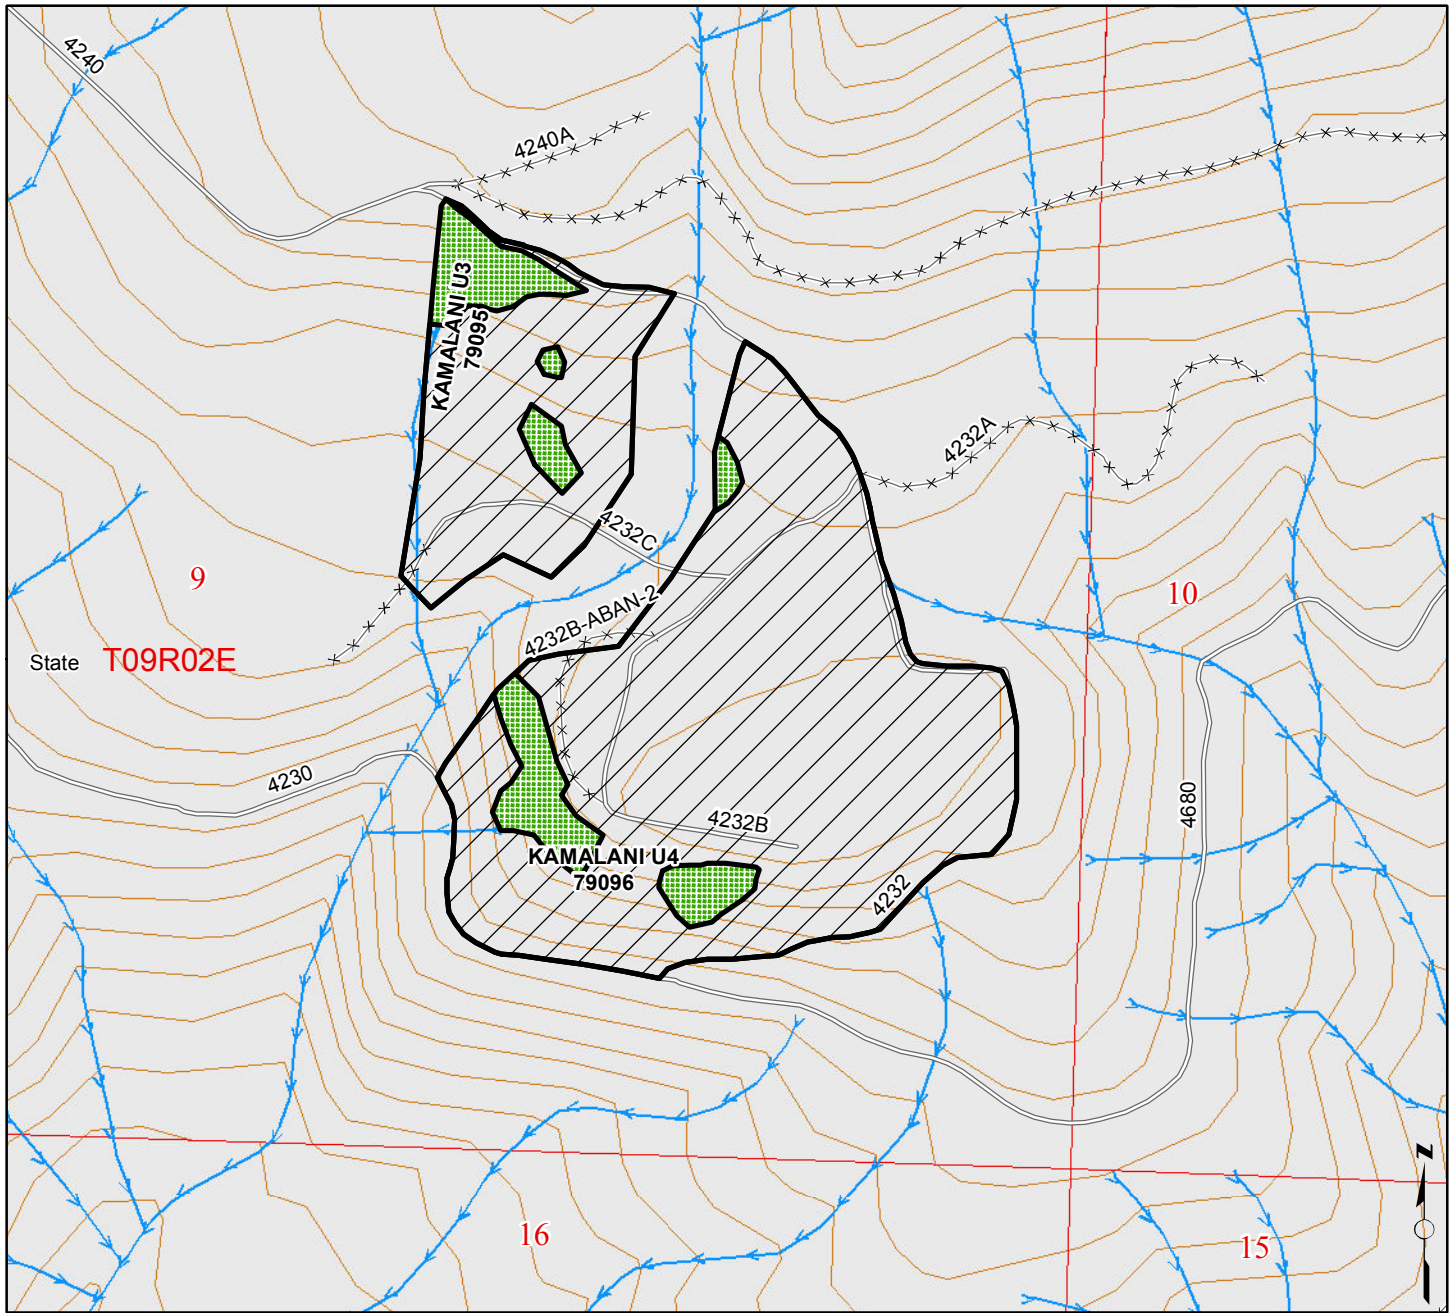 4240
4240A
KAMALANI U3
79095
4232A
4232C
9
10
4232B-ABAN-2
State
T09R02E
4230
4680
4232B
KAMALANI U4
79096
4232
N
16
15